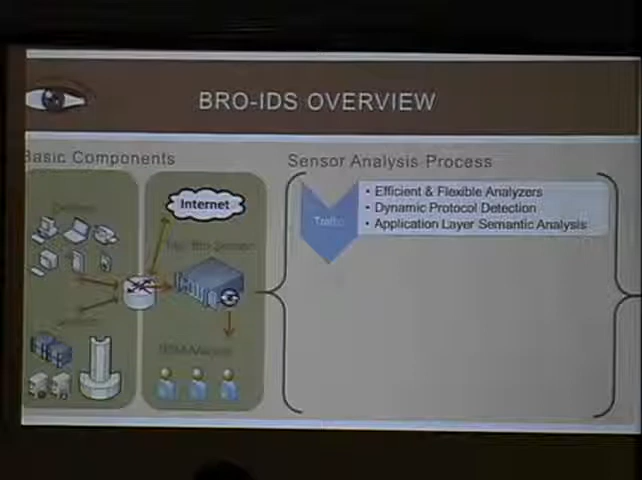 BRO-IDS OVERVIEW
Basic Components
Sensor Analysis Process
Internet
Traffic
• Efficient & Flexible Analyzers
• Dynamic Protocol Detection
• Application Layer Semantic Analysis